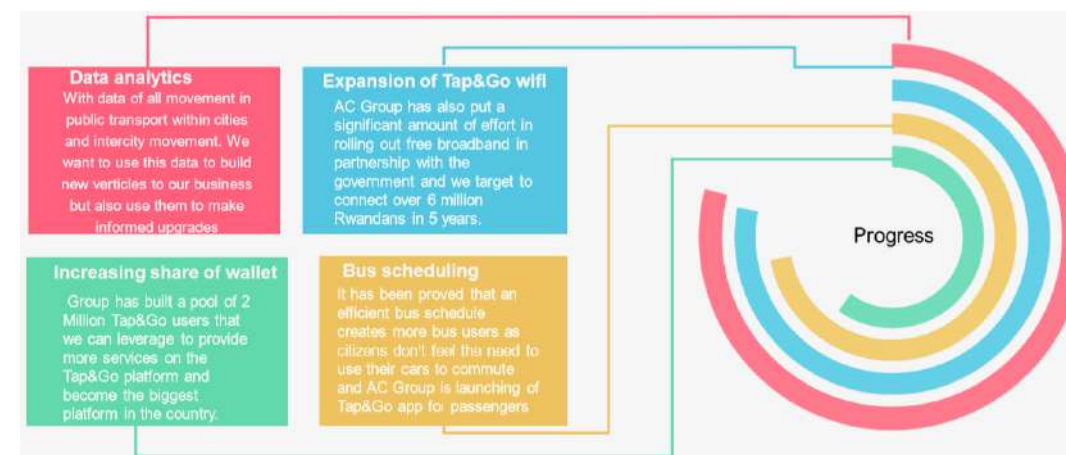 Data analytics
With data of all movement in
public transport within cities
and intercity movement. We
want to use this data to build
new verticles to our business
but also use them to make
informed upgrades
Expansion of Tap&Go wifi
AC Group has also put a
significant amount of effort in
rolling out free broadband in
partnership with the
government and we target to
connect over 6 million
Rwandans in 5 years.
Increasing share of wallet
Group has built a pool of 2
Million Tap&Go users that
we can leverage to provide
more services on the
Tap&Go platform and
become the biggest
platform in the country.
Bus scheduling
It has been proved that an
efficient bus schedule
creates more bus users as
citizens don't feel the need to
use their cars to commute
and AC Group is launching of
Tap&Go app for passengers
Progress